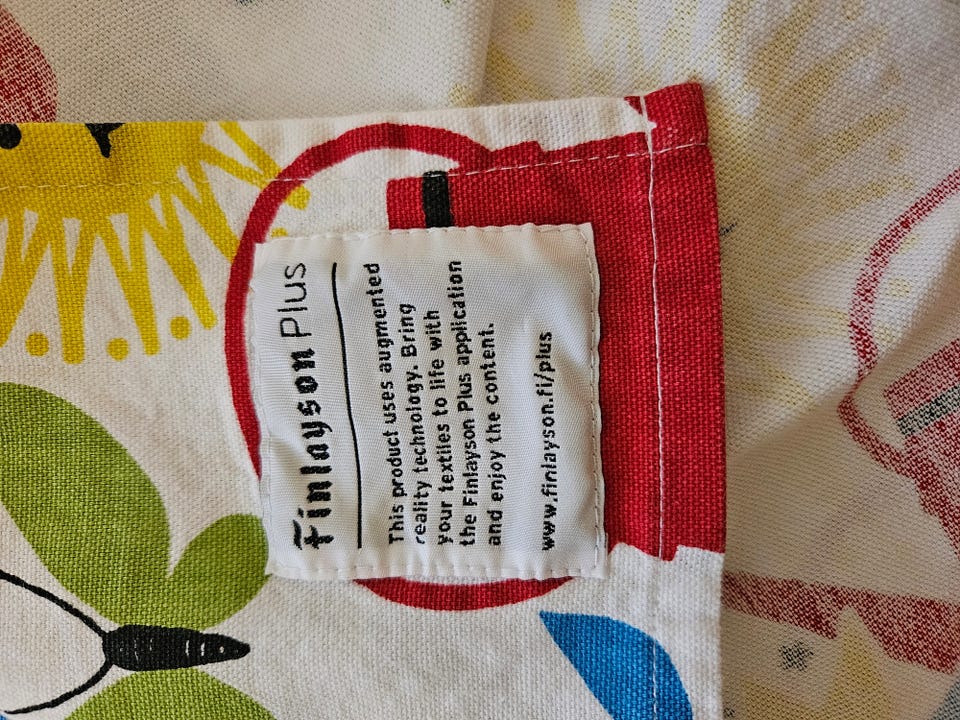 Finlayson Plus
This product uses augmented
reality technology. Bring
your textiles to life with
the Finlayson Plus application
and enjoy the content.
www.finlayson.fi/plus